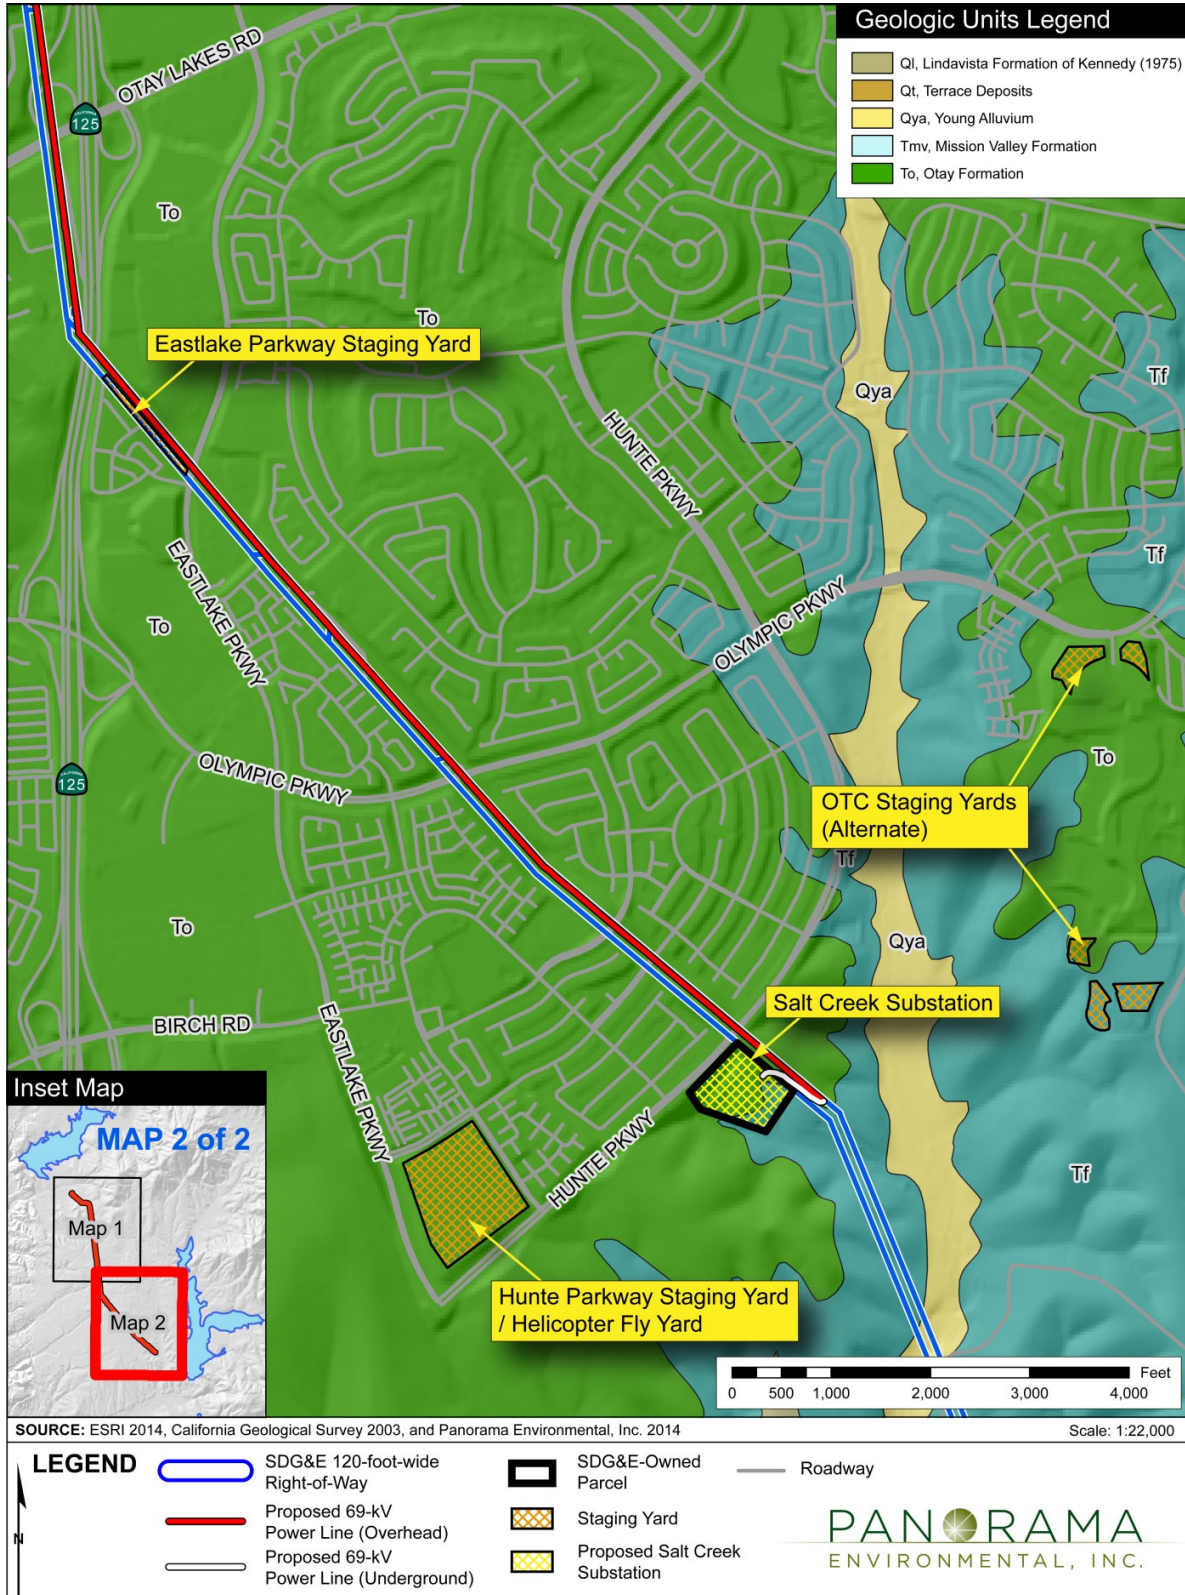 Geologic Units Legend
Ql, Lindavista Formation of Kennedy (1975)
Qt, Terrace Deposits
Qya, Young Alluvium
Tmv, Mission Valley Formation
To, Otay Formation
OTAY LAKES RD
CALIFORNIA
125
To
To
Eastlake Parkway Staging Yard
Qya
Tf
HUNTE PKWY
Tf
EASTLAKE PKWY
To
OLYMPIC PKWY
OLYMPIC PKWY
CALIFORNIA
125
To
OTC Staging Yards
(Alternate)
Tf
To
Qya
Salt Creek Substation
BIRCH RD
EASTLAKE PKWY
HUNTE PKWY
Tf
Hunte Parkway Staging Yard
/ Helicopter Fly Yard
Inset Map
MAP 2 of 2
Map 1
Map 2
Feet
0 500 1,000 2,000 3,000 4,000
SOURCE: ESRI 2014, California Geological Survey 2003, and Panorama Environmental, Inc. 2014
Scale: 1:22,000
LEGEND
N
SDG&E 120-foot-wide
Right-of-Way
Proposed 69-kV
Power Line (Overhead)
Proposed 69-kV
Power Line (Underground)
SDG&E-Owned
Parcel
Staging Yard
Proposed Salt Creek
Substation
Roadway
PANORAMA
ENVIRONMENTAL, INC.